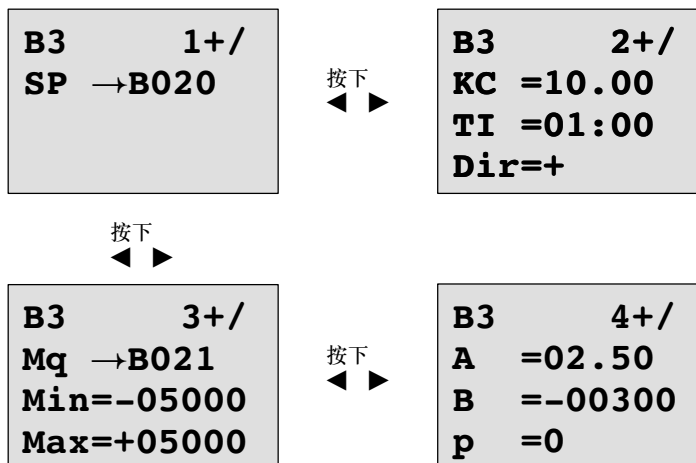 B3 1+/
SP →B020
按下
◀ ▶
B3 2+/
KC =10.00
TI =01:00
Dir=+
按下
◀ ▶
B3 3+/
Mq →B021
Min=-05000
Max=+05000
按下
◀ ▶
B3 4+/
A =02.50
B =-00300
p =0